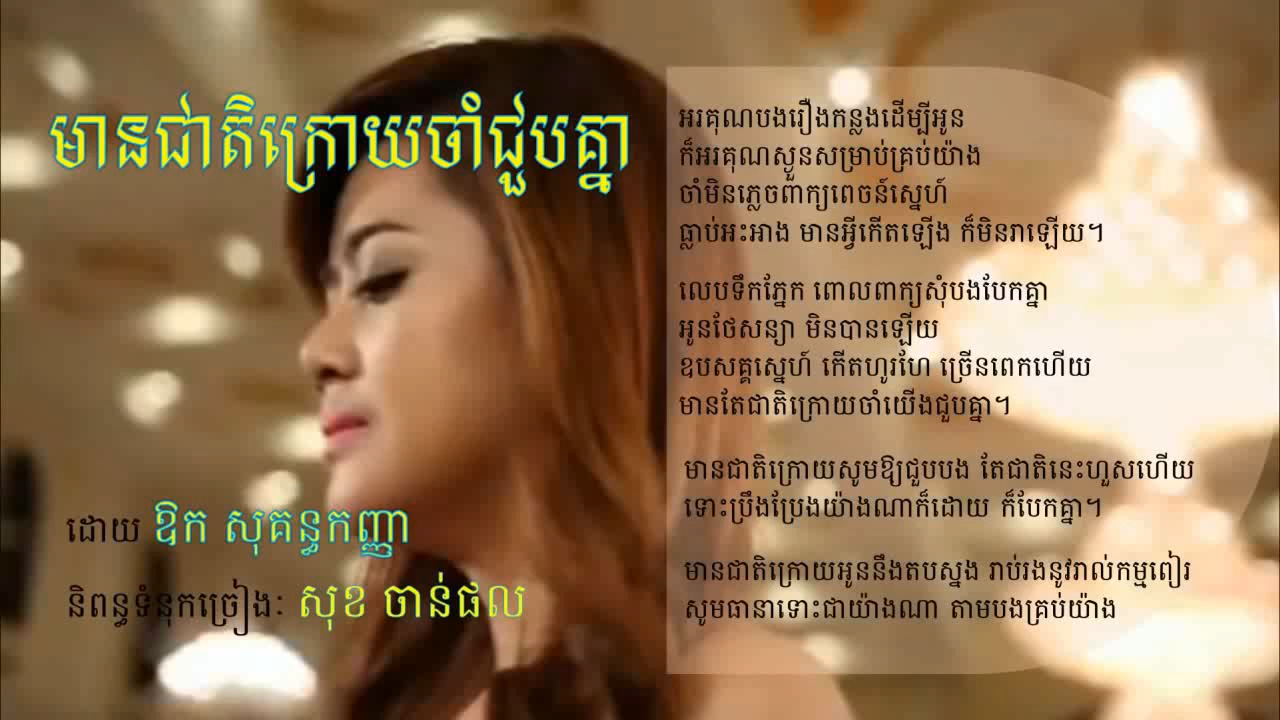 មានជាតិក្រោយចាំជួបគ្នា
ដោយ ឱក សុគន្ធកញ្ញា
និពន្ធទំនុកច្រៀង: សុខ ចាន់ផល
អរគុណបងរឿងកន្លងដើម្បីអូន
ក៏អរគុណស្ងួនសម្រាប់គ្រប់យ៉ាង
ចាំមិនភ្លេចពាក្យពេចន៍ស្នេហ៍
ធ្លាប់អះអាង មានអ្វីកើតឡើង ក៏មិនរាឡើយ។
លេបទឹកភ្នែក ពោលពាក្យសុំបងបែកគ្នា
អូនថែសន្យា មិនបានឡើយ
ឧបសគ្គស្នេហ៍ កើតហូរហែ ច្រើនពេកហើយ
មានតែជាតិក្រោយចាំយើងជួបគ្នា។
មានជាតិក្រោយសូមឱ្យជួបបង តែជាតិនេះហួសហើយ
ទោះប្រឹងប្រែងយ៉ាងណាក៏ដោយ ក៏បែកគ្នា។
មានជាតិក្រោយអូននឹងតបស្នង រាប់រងនូវរាល់កម្មពៀរ
សូមធានាទោះជាយ៉ាងណា តាមបងគ្រប់យ៉ាង